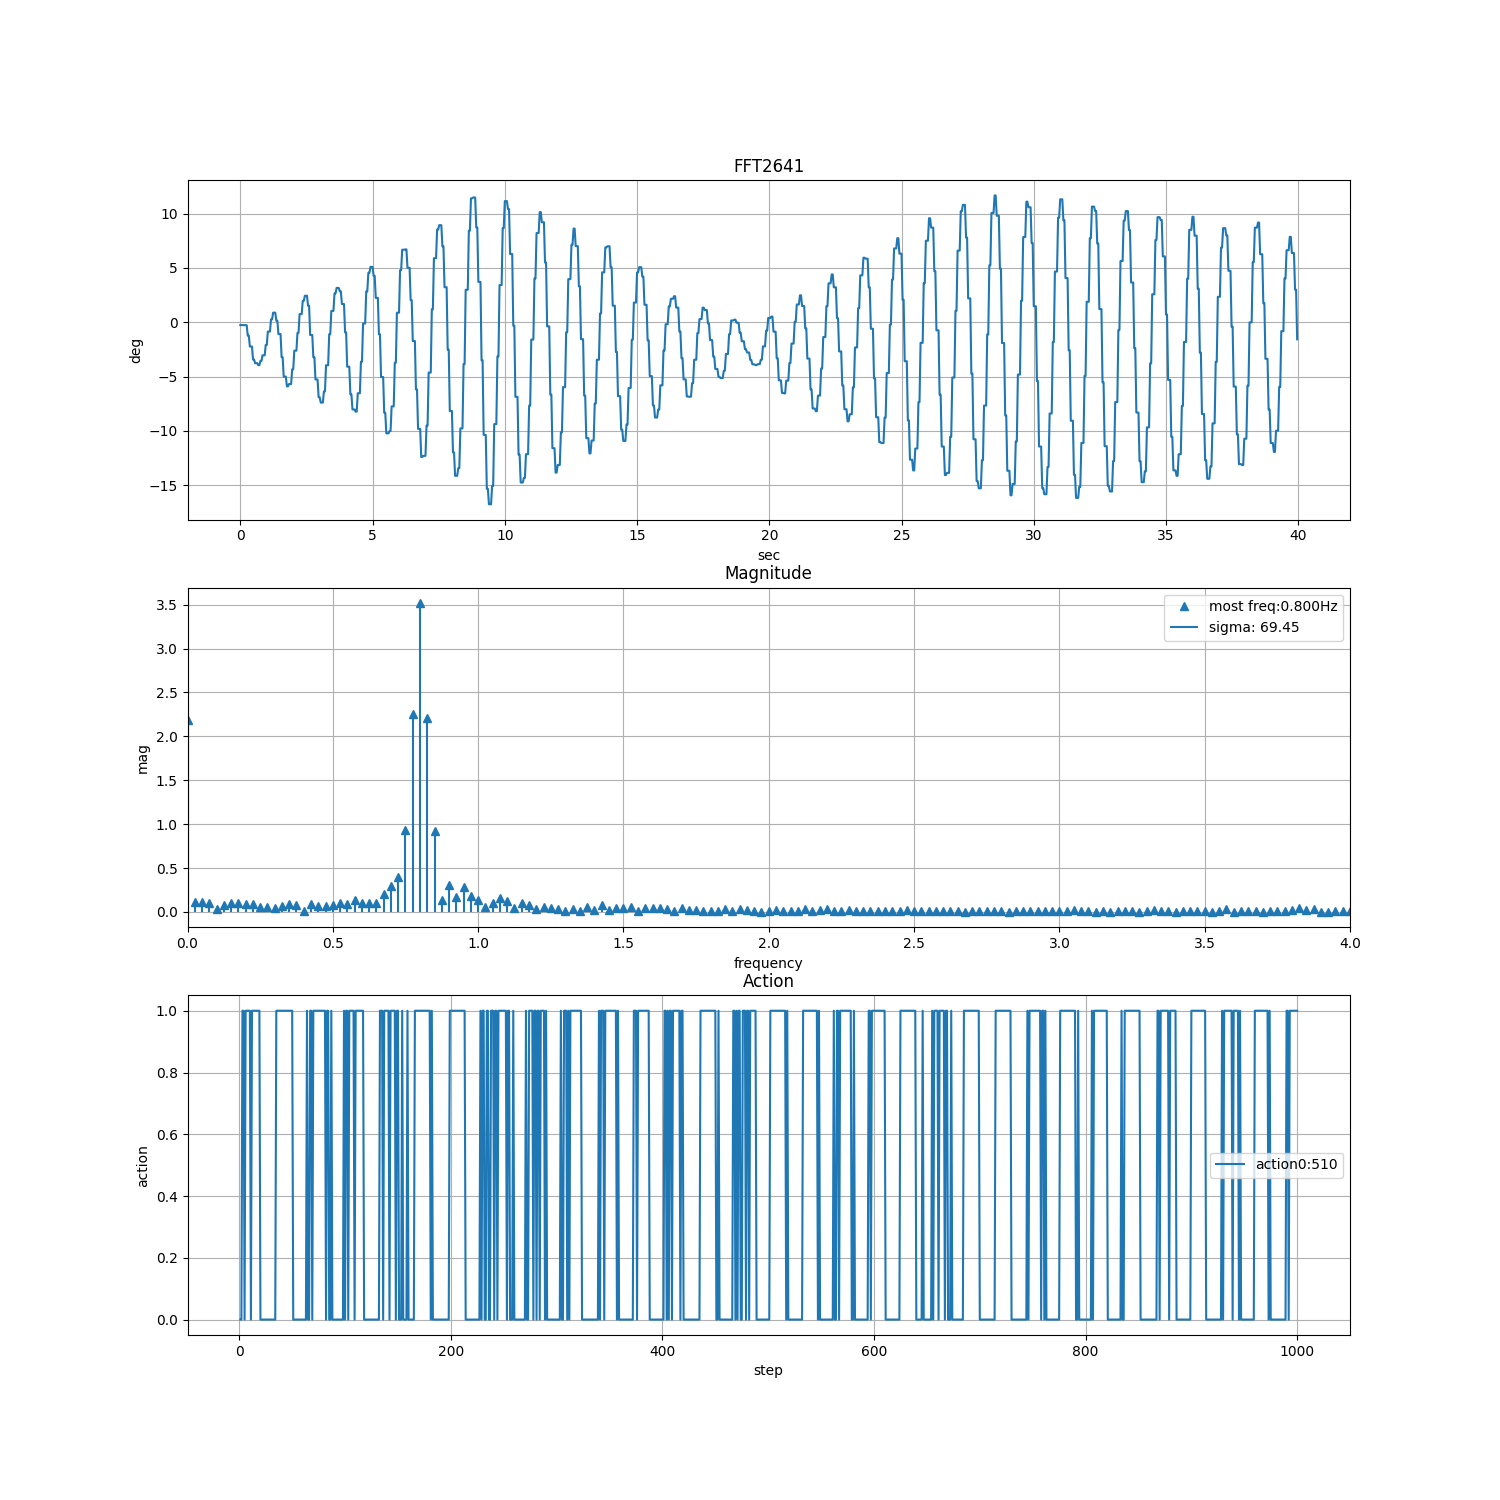 FFT2641
10
5
0
−5
−10
−15
deg
0 5 10 15 20 25 30 35 40
sec
Magnitude
3.5
3.0
2.5
2.0
1.5
1.0
0.5
0.0
mag
most freq:0.800Hz
sigma: 69.45
0.0 0.5 1.0 1.5 2.0 2.5 3.0 3.5 4.0
frequency
Action
1.0
0.8
0.6
0.4
0.2
0.0
action
action0:510
0 200 400 600 800 1000
step